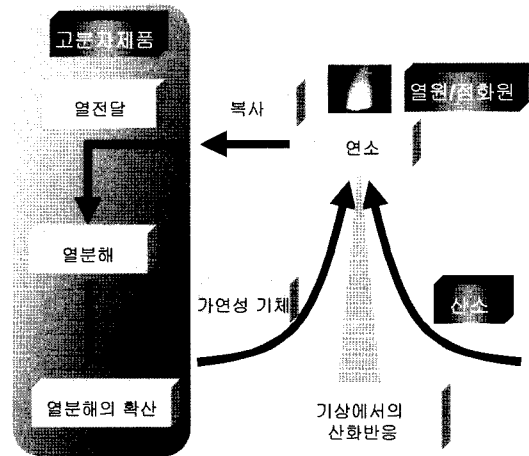 고분자제품
열전달
복사
열원/점화원
연소
열분해
가연성 기체
산소
열분해의 확산
기상에서의
산화반응